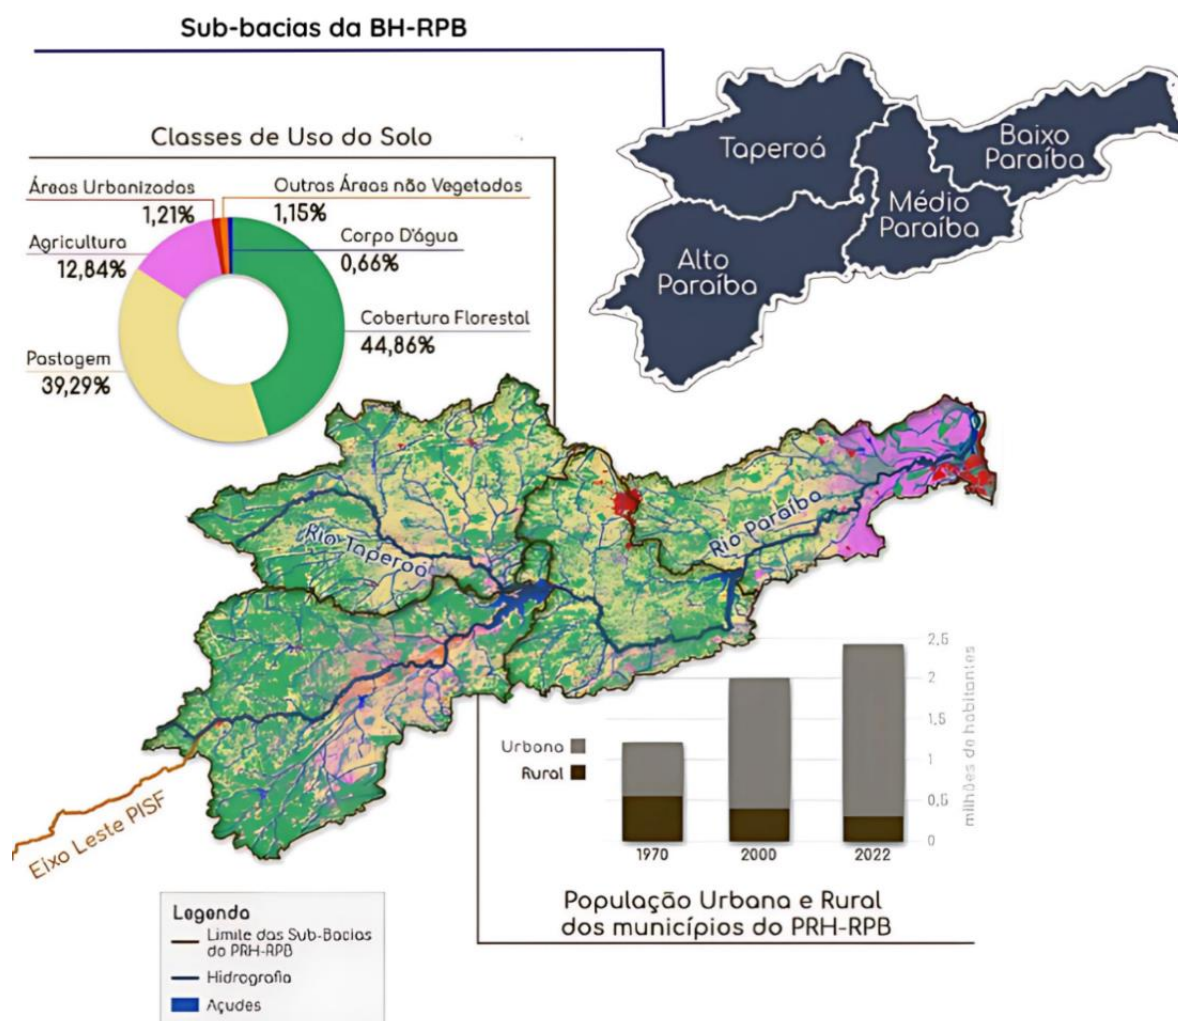 Sub-bacias da BH-RPB
Taperoá
Baixo
Paraíba
Médio
Paraíba
Alto
Paraíba
Classes de Uso do Solo
Áreas Urbanizadas
1,21%
Outras Áreas não Vegetadas
1,15%
Agricultura
12,84%
Corpo D'água
0,66%
Cobertura Florestal
44,86%
Pastagem
39,29%
Rio Taperoá
Rio Paraíba
Eixo Leste PISF
2,5
2
1,5
1
0,5
0
milhões de habitantes
Urbana
Rural
1970
2000
2022
População Urbana e Rural
dos municípios do PRH-RPB
Legenda
Limite das Sub-Bacias
do PRH-RPB
Hidrografia
Açudes